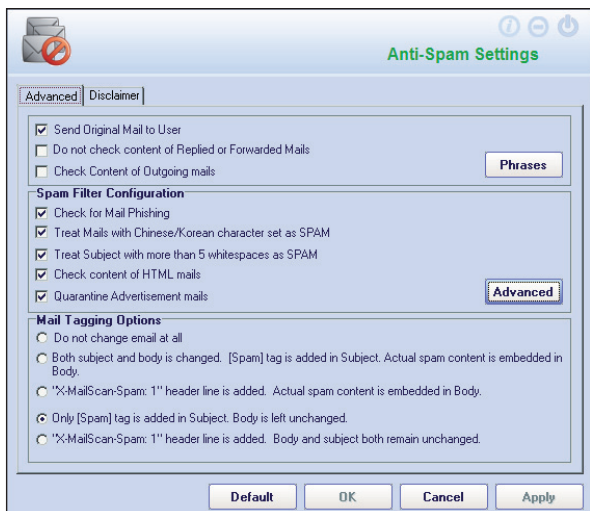 Anti-Spam Settings
Advanced
Disclaimer
Send Original Mail to User
Do not check content of Replied or Forwarded Mails
Check Content of Outgoing mails
Phrases
Spam Filter Configuration
Check for Mail Phishing
Treat Mails with Chinese/Korean character set as SPAM
Treat Subject with more than 5 whitespaces as SPAM
Check content of HTML mails
Quarantine Advertisement mails
Advanced
Mail Tagging Options
Do not change email at all
Both subject and body is changed. [Spam] tag is added in Subject. Actual spam content is embedded in
Body.
"X-MailScan-Spam: 1" header line is added. Actual spam content is embedded in Body.
Only [Spam] tag is added in Subject. Body is left unchanged.
"X-MailScan-Spam: 1" header line is added. Body and subject both remain unchanged.
Default
OK
Cancel
Apply